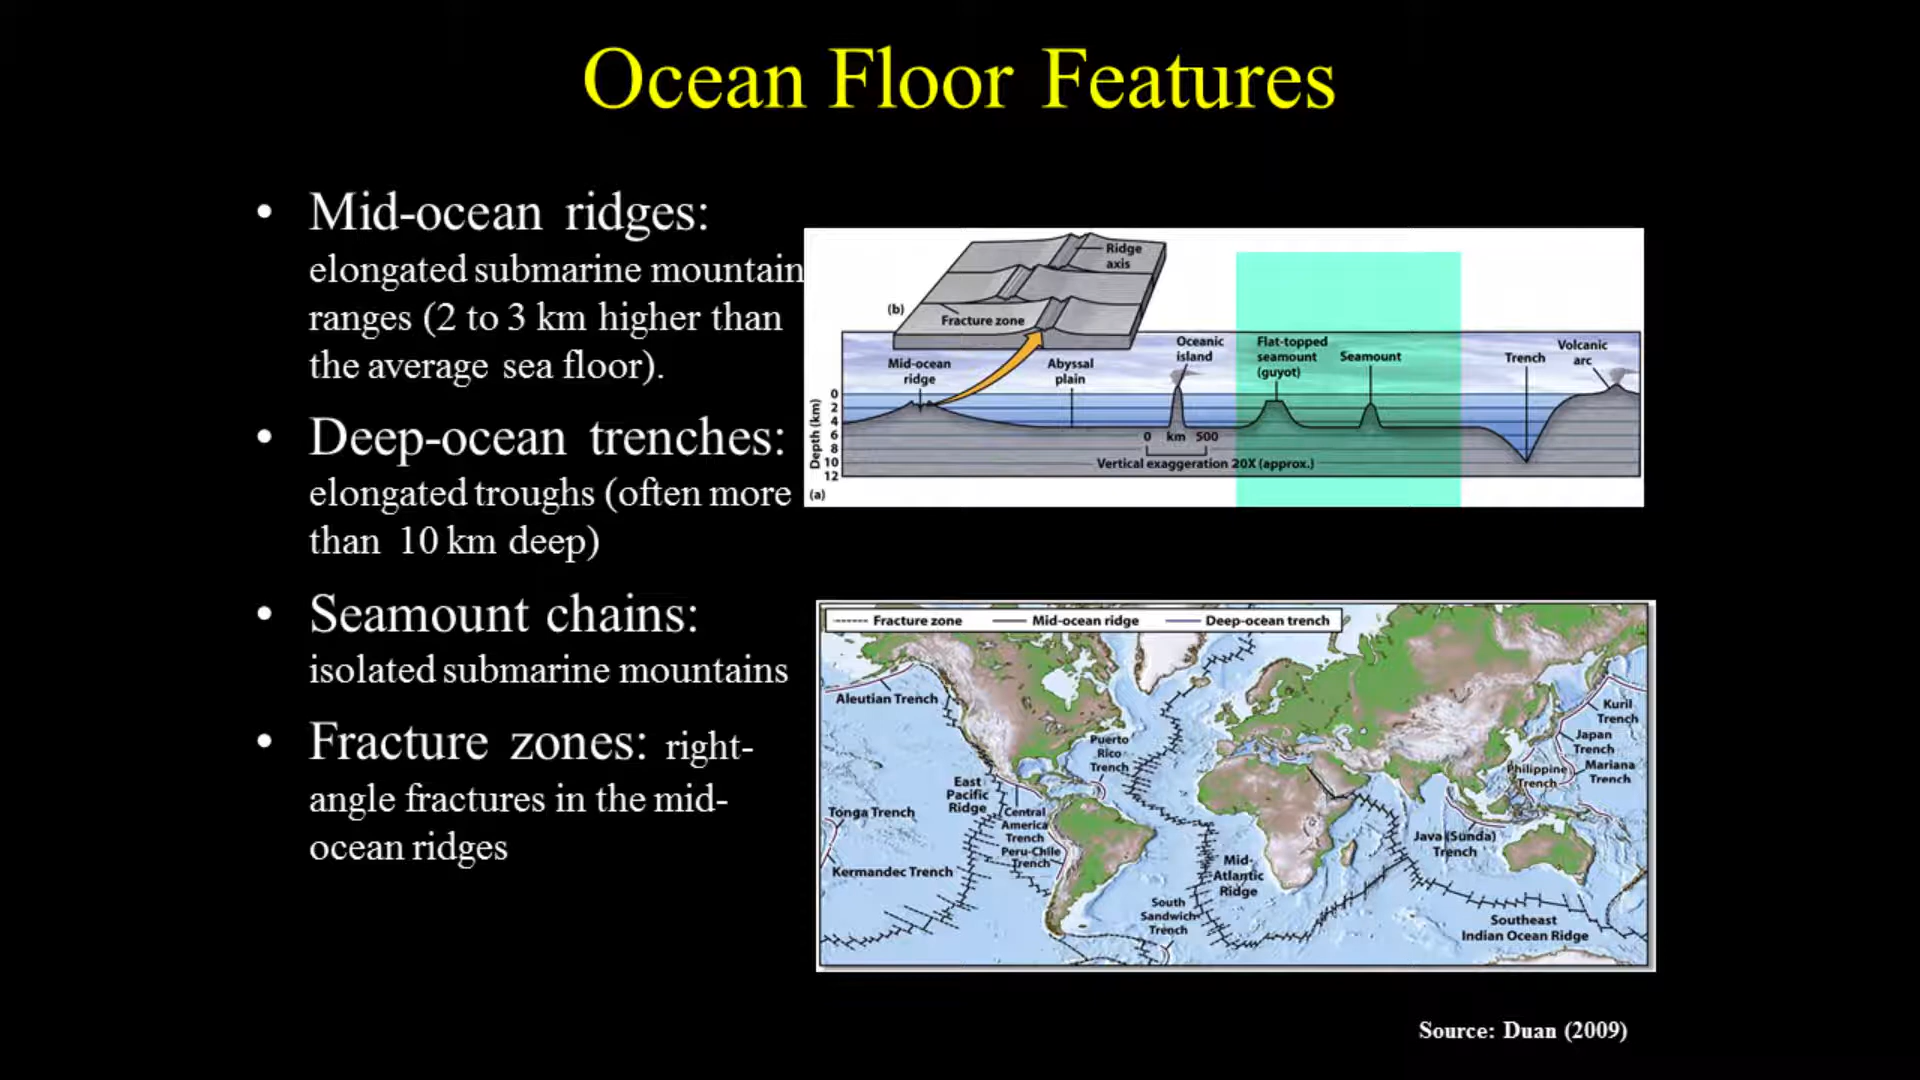 Ocean Floor Features
• Mid-ocean ridges:
elongated submarine mountain
ranges (2 to 3 km higher than
the average sea floor).
• Deep-ocean trenches:
elongated troughs (often more
than 10 km deep)
• Seamount chains:
isolated submarine mountains
• Fracture zones: right-
angle fractures in the mid-
ocean ridges
Ridge
axis
(b)
Fracture zone
Mid-ocean
ridge
Abyssal
plain
Oceanic
island
Flat-topped
seamount
(guyot)
Seamount
Trench
Volcanic
arc
Depth (km)
0
2
4
6
8
10
12
0 km 500
Vertical exaggeration 20X (approx.)
(a)
Fracture zone
Mid-ocean ridge
Deep-ocean trench
Aleutian Trench
Kuril
Trench
Japan
Trench
Mariana
Trench
Philippine
Trench
Puerto
Rico
Trench
East
Pacific
Ridge
Central
America
Trench
Peru-Chile
Trench
Tonga Trench
Kermandec Trench
Mid-
Atlantic
Ridge
South
Sandwich
Trench
Java (Sunda)
Trench
Southeast
Indian Ocean Ridge
Source: Duan (2009)